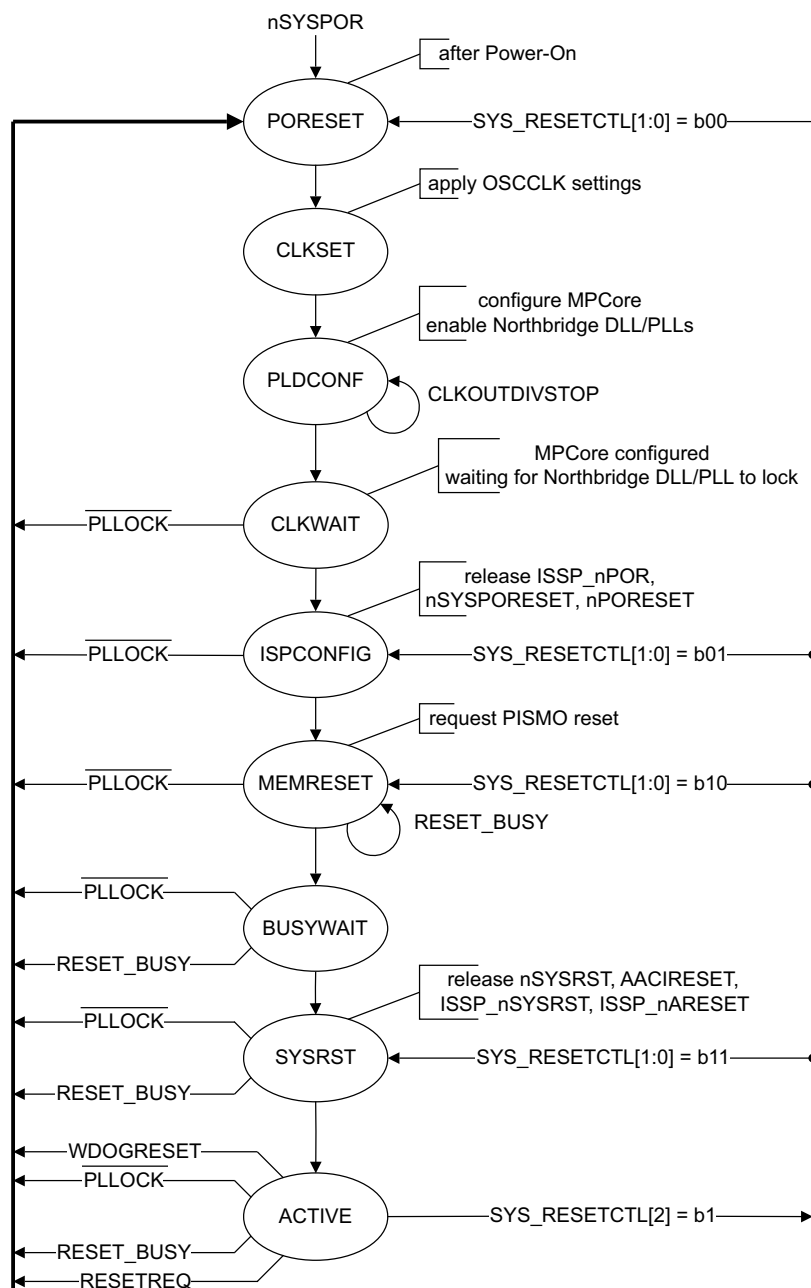 nSYSPOR
after Power-On
PORESET
SYS_RESETCTL[1:0] = b00
apply OSCCLK settings
CLKSET
configure MPCore
enable Northbridge DLL/PLLs
PLDCONF
CLKOUTDIVSTOP
MPCore configured
waiting for Northbridge DLL/PLL to lock
PLLOCK
CLKWAIT
release ISSP_nPOR,
nSYSPORESET, nPORESET
PLLOCK
ISPCONFIG
SYS_RESETCTL[1:0] = b01
request PISMO reset
PLLOCK
MEMRESET
SYS_RESETCTL[1:0] = b10
RESET_BUSY
PLLOCK
BUSYWAIT
RESET_BUSY
release nSYSRST, AACIRESET,
ISSP_nSYSRST, ISSP_nARESET
PLLOCK
SYSRST
SYS_RESETCTL[1:0] = b11
RESET_BUSY
WDOGRESET
PLLOCK
ACTIVE
SYS_RESETCTL[2] = b1
RESET_BUSY
RESETREQ